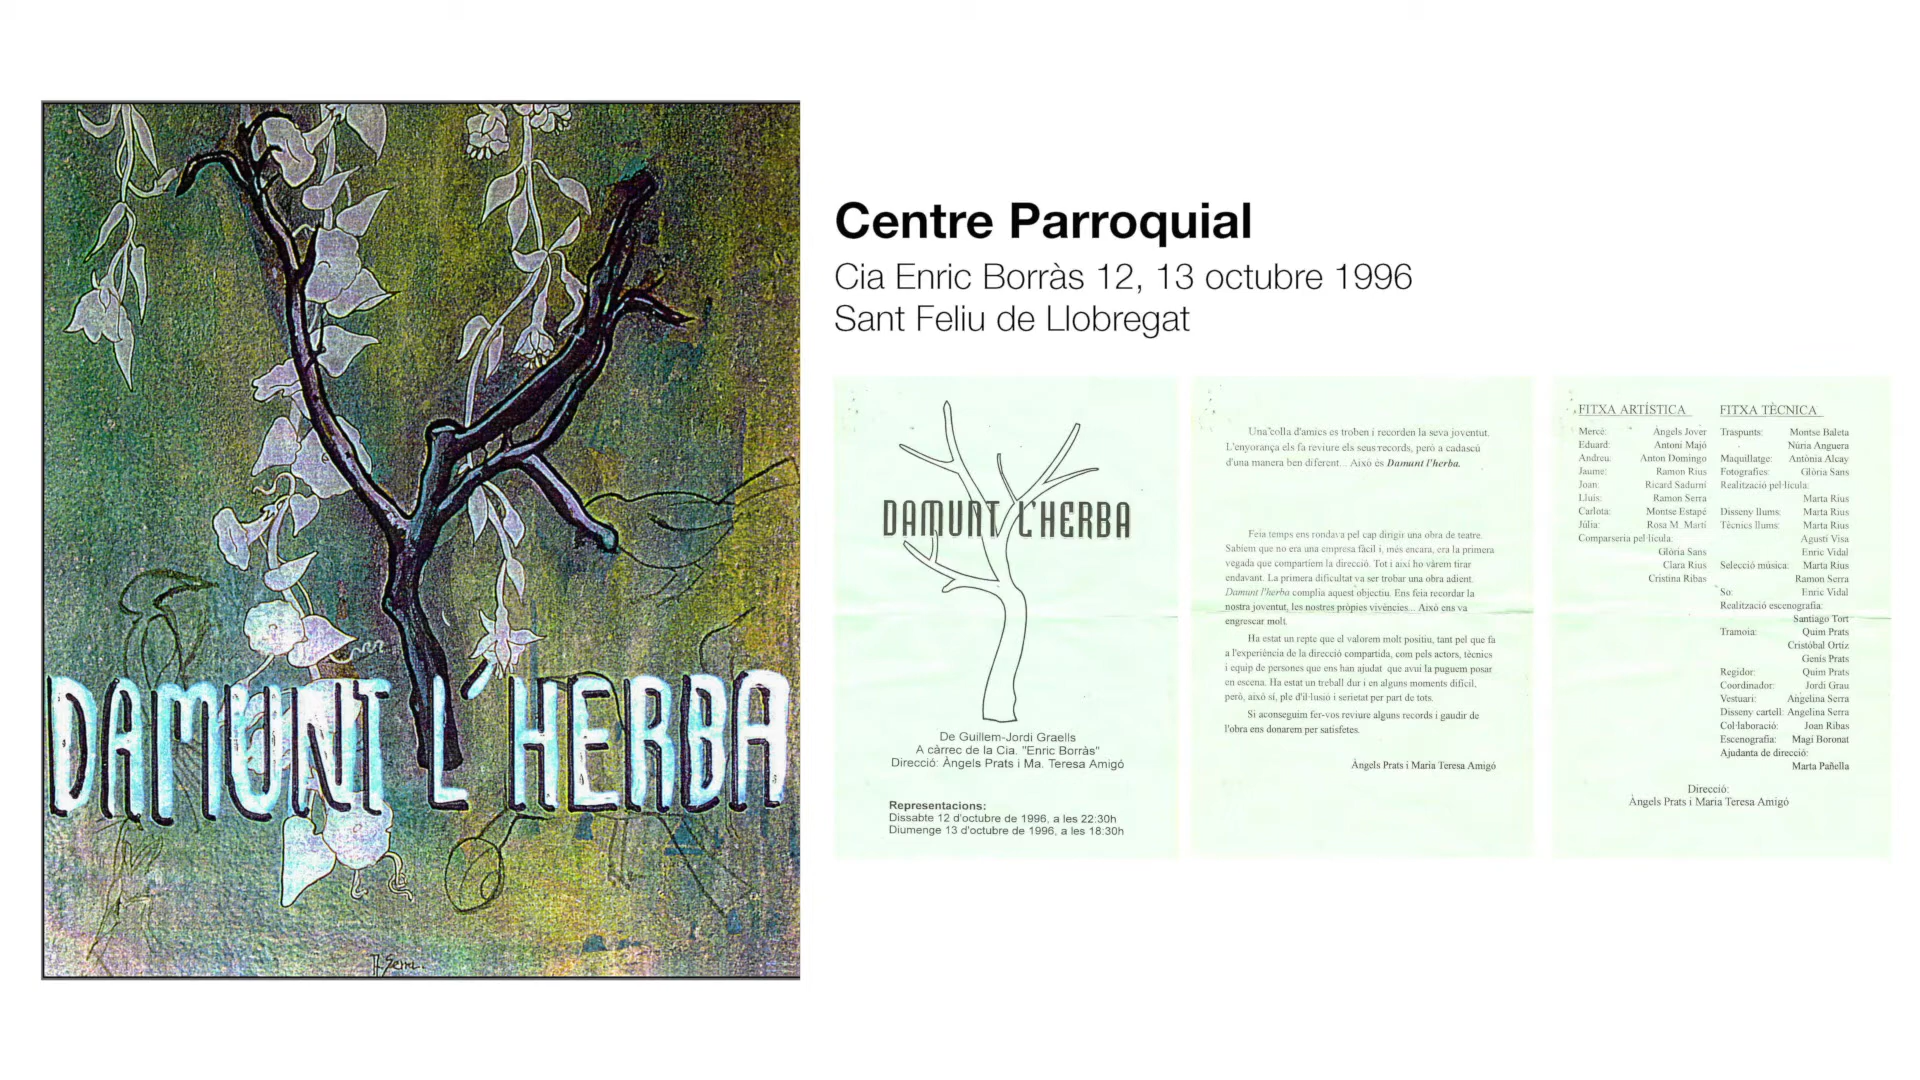 DAMUNT L'HERBA
A. Serra.
Centre Parroquial
Cia Enric Borràs 12, 13 octubre 1996
Sant Feliu de Llobregat
DAMUNT L'HERBA
De Guillem-Jordi Graells
A càrrec de la Cia. "Enric Borràs"
Direcció: Àngels Prats i Ma. Teresa Amigó
Representacions:
Dissabte 12 d'octubre de 1996, a les 22:30h
Diumenge 13 d'octubre de 1996, a les 18:30h
Una colla d'amics es troben i recorden la seva joventut.
L'enyorança els fa reviure els seus records, però a cadascú
d'una manera ben diferent... Això és Damunt l'herba.
Feia temps ens rondava pel cap dirigir una obra de teatre.
Sabíem que no era una empresa fàcil i, més encara, era la primera
vegada que compartíem la direcció. Tot i així ho vàrem tirar
endavant. La primera dificultat va ser trobar una obra adient.
Damunt l'herba complia aquest objectiu. Ens feia recordar la
nostra joventut, les nostres pròpies vivències... Això ens va
engrescar molt.
Ha estat un repte que el valorem molt positiu, tant pel que fa
a l'experiència de la direcció compartida, com pels actors, tècnics
i equip de persones que ens han ajudat que avui la puguem posar
en escena. Ha estat un treball dur i en alguns moments difícil,
però, això sí, ple d'il·lusió i serietat per part de tots.
Si aconseguim fer-vos reviure alguns records i gaudir de
l'obra ens donarem per satisfetes.
Àngels Prats i Maria Teresa Amigó
FITXA ARTÍSTICA
Mercè: Àngels Jover
Eduard: Antoni Majó
Andreu: Anton Domingo
Jaume: Ramon Rius
Joan: Ricard Sadurní
Lluís: Ramon Serra
Carlota: Montse Estapé
Júlia: Rosa M. Martí
Comparseria pel·lícula:
Glòria Sans
Clara Rius
Cristina Ribas
FITXA TÈCNICA
Traspunts: Montse Baleta
Núria Anguera
Maquillatge: Antònia Alcay
Fotografies: Glòria Sans
Realització pel·lícula:
Marta Rius
Disseny llums: Marta Rius
Tècnics llums: Marta Rius
Agustí Visa
Enric Vidal
Selecció música: Marta Rius
Ramon Serra
So: Enric Vidal
Realització escenografia:
Santiago Tort
Tramoia: Quim Prats
Cristóbal Ortiz
Genís Prats
Regidor: Quim Prats
Coordinador: Jordi Grau
Vestuari: Angelina Serra
Disseny cartell: Angelina Serra
Col·laboració: Joan Ribas
Escenografia: Magí Boronat
Ajudanta de direcció:
Marta Pañella
Direcció:
Àngels Prats i Maria Teresa Amigó